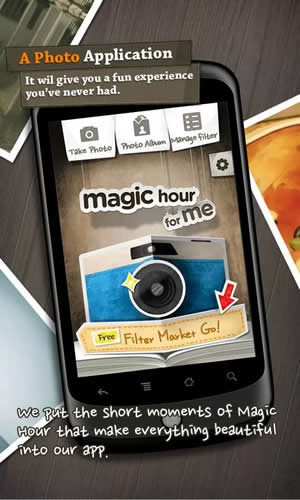 A Photo Application
It wil give you a fun experience
you've never had.
Take Photo
Photo Album
Manage filter
magic hour
for me
Free
Filter Market Go!
We put the short moments of Magic
Hour that make everything beautiful
into our app.